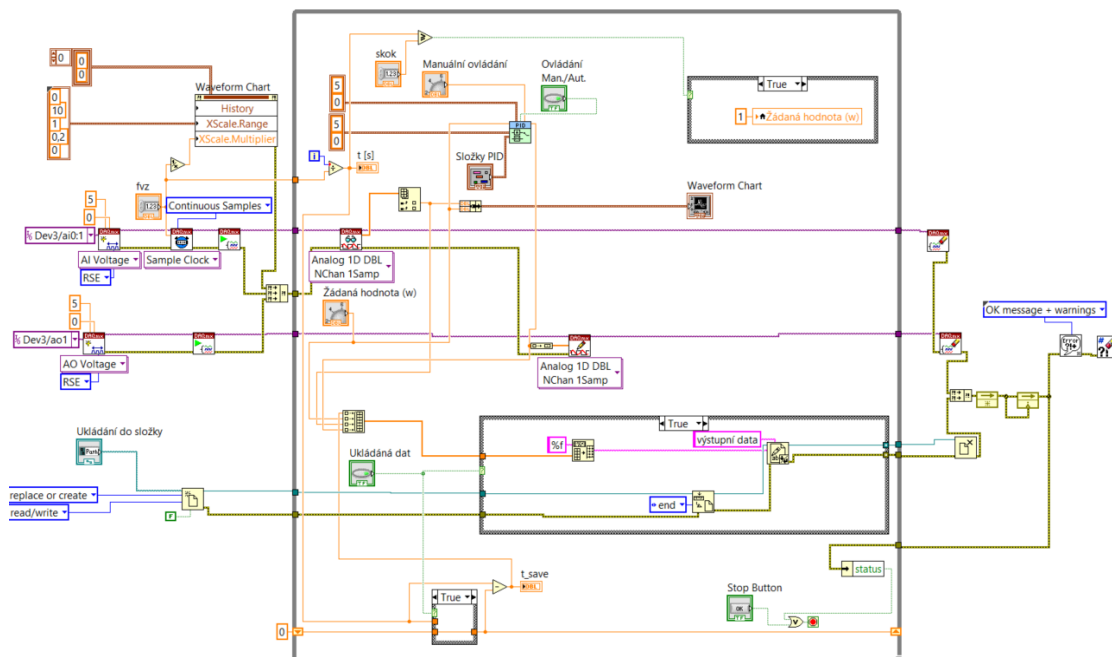 skok
Manuální ovládání
Ovládání
Man./Aut.
True
0
0
0
Waveform Chart
History
XScale.Range
XScale.Multiplier
0
10
1
0,2
0
5
0
5
0
PID
1
Žádaná hodnota (w)
i
t [s]
DBL
Složky PID
fvz
Continuous Samples
Waveform Chart
5
0
Dev3/ai0:1
AI Voltage
Sample Clock
RSE
Analog 1D DBL
NChan 1Samp
Žádaná hodnota (w)
5
0
Dev3/ao1
AO Voltage
RSE
Analog 1D DBL
NChan 1Samp
OK message + warnings
Ukládání do složky
Path
True
%f
výstupní data
Ukládáná dat
replace or create
read/write
F
end
t_save
DBL
status
True
Stop Button
OK
0